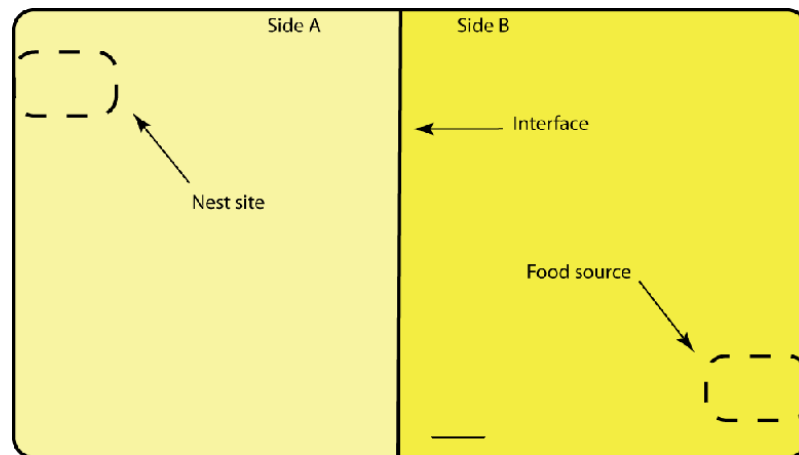 Side A
Side B
Interface
Nest site
Food source